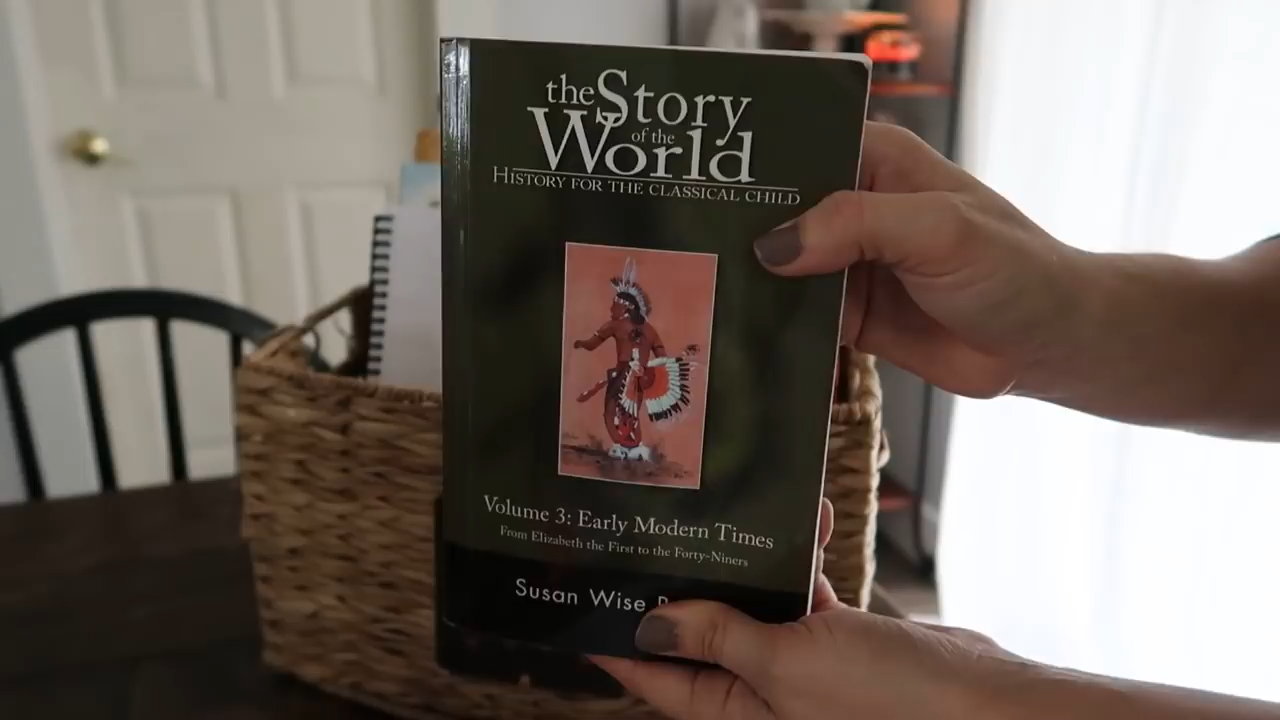 the Story
of the
World
HISTORY FOR THE CLASSICAL CHILD
Volume 3: Early Modern Times
From Elizabeth the First to the Forty-Niners
Susan Wise